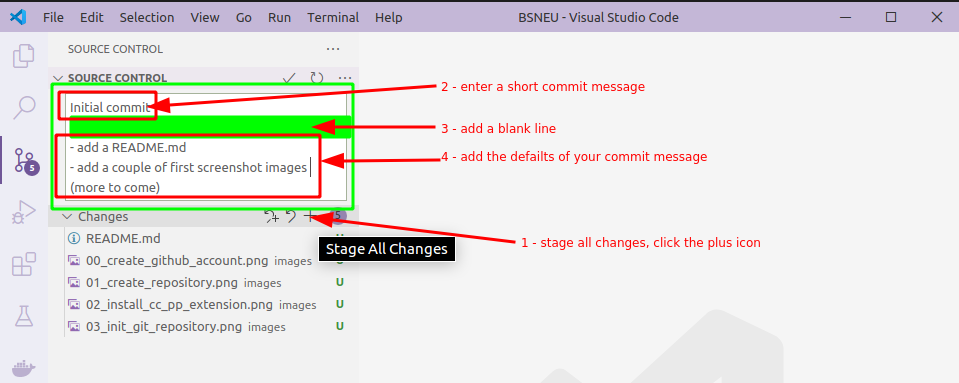 File Edit Selection View Go Run Terminal Help BSNEU - Visual Studio Code
SOURCE CONTROL
SOURCE CONTROL
2 - enter a short commit message
Initial commit
3 - add a blank line
- add a README.md
4 - add the defailts of your commit message
- add a couple of first screenshot images
(more to come)
5
Changes 5
1 - stage all changes, click the plus icon
README.md
Stage All Changes
00_create_github_account.png images
01_create_repository.png images U
02_install_cc_pp_extension.png images U
03_init_git_repository.png images U